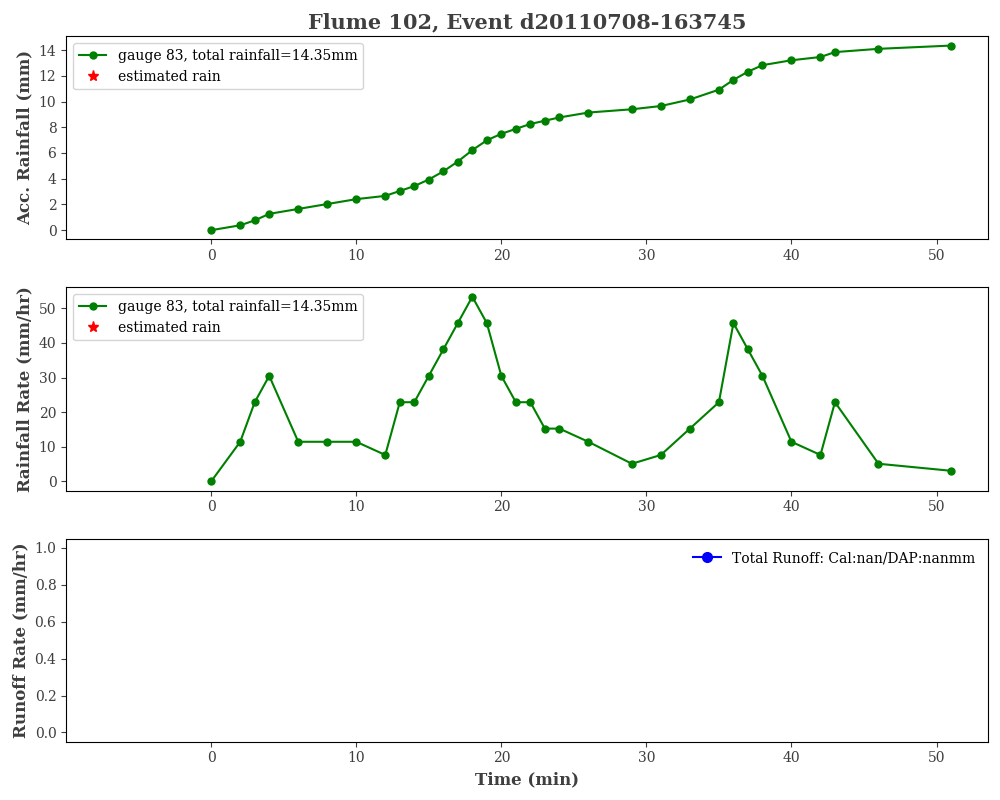 Flume 102, Event d20110708-163745
Acc. Rainfall (mm)
14
12
10
8
6
4
2
0
gauge 83, total rainfall=14.35mm
estimated rain
0 10 20 30 40 50
Rainfall Rate (mm/hr)
50
40
30
20
10
0
gauge 83, total rainfall=14.35mm
estimated rain
0 10 20 30 40 50
Runoff Rate (mm/hr)
1.0
0.8
0.6
0.4
0.2
0.0
Total Runoff: Cal:nan/DAP:nanmm
0 10 20 30 40 50
Time (min)